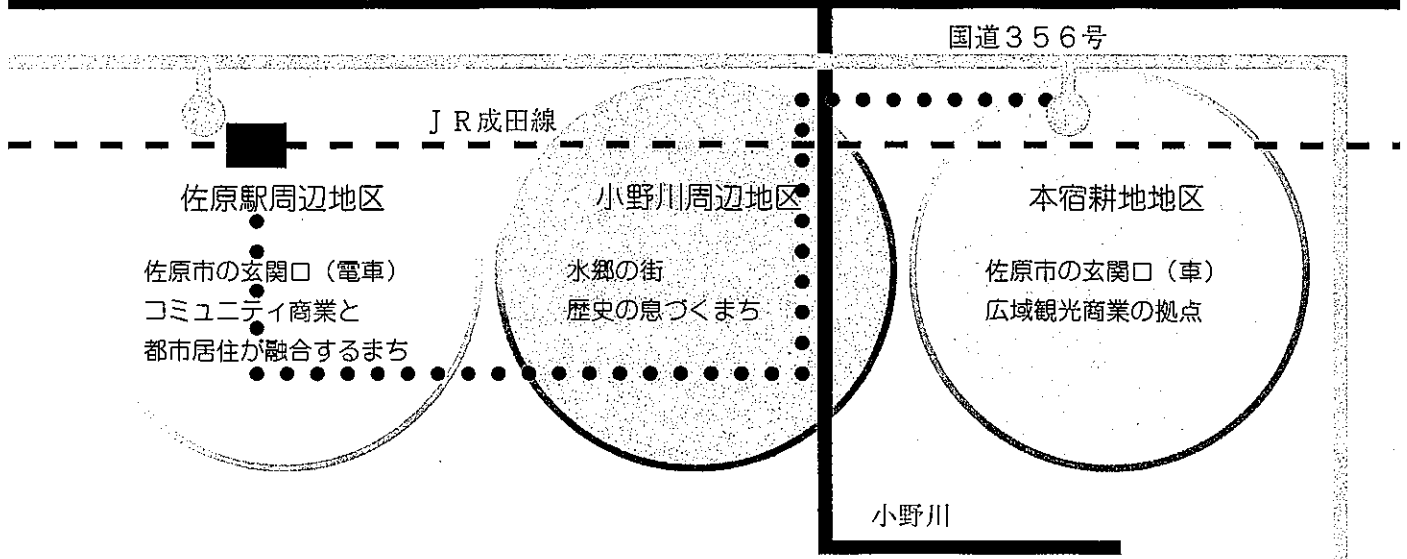 国道３５６号
ＪＲ成田線
佐原駅周辺地区
佐原市の玄関口（電車）
コミュニティ商業と
都市居住が融合するまち
小野川周辺地区
水郷の街
歴史の息づくまち
本宿耕地地区
佐原市の玄関口（車）
広域観光商業の拠点
小野川